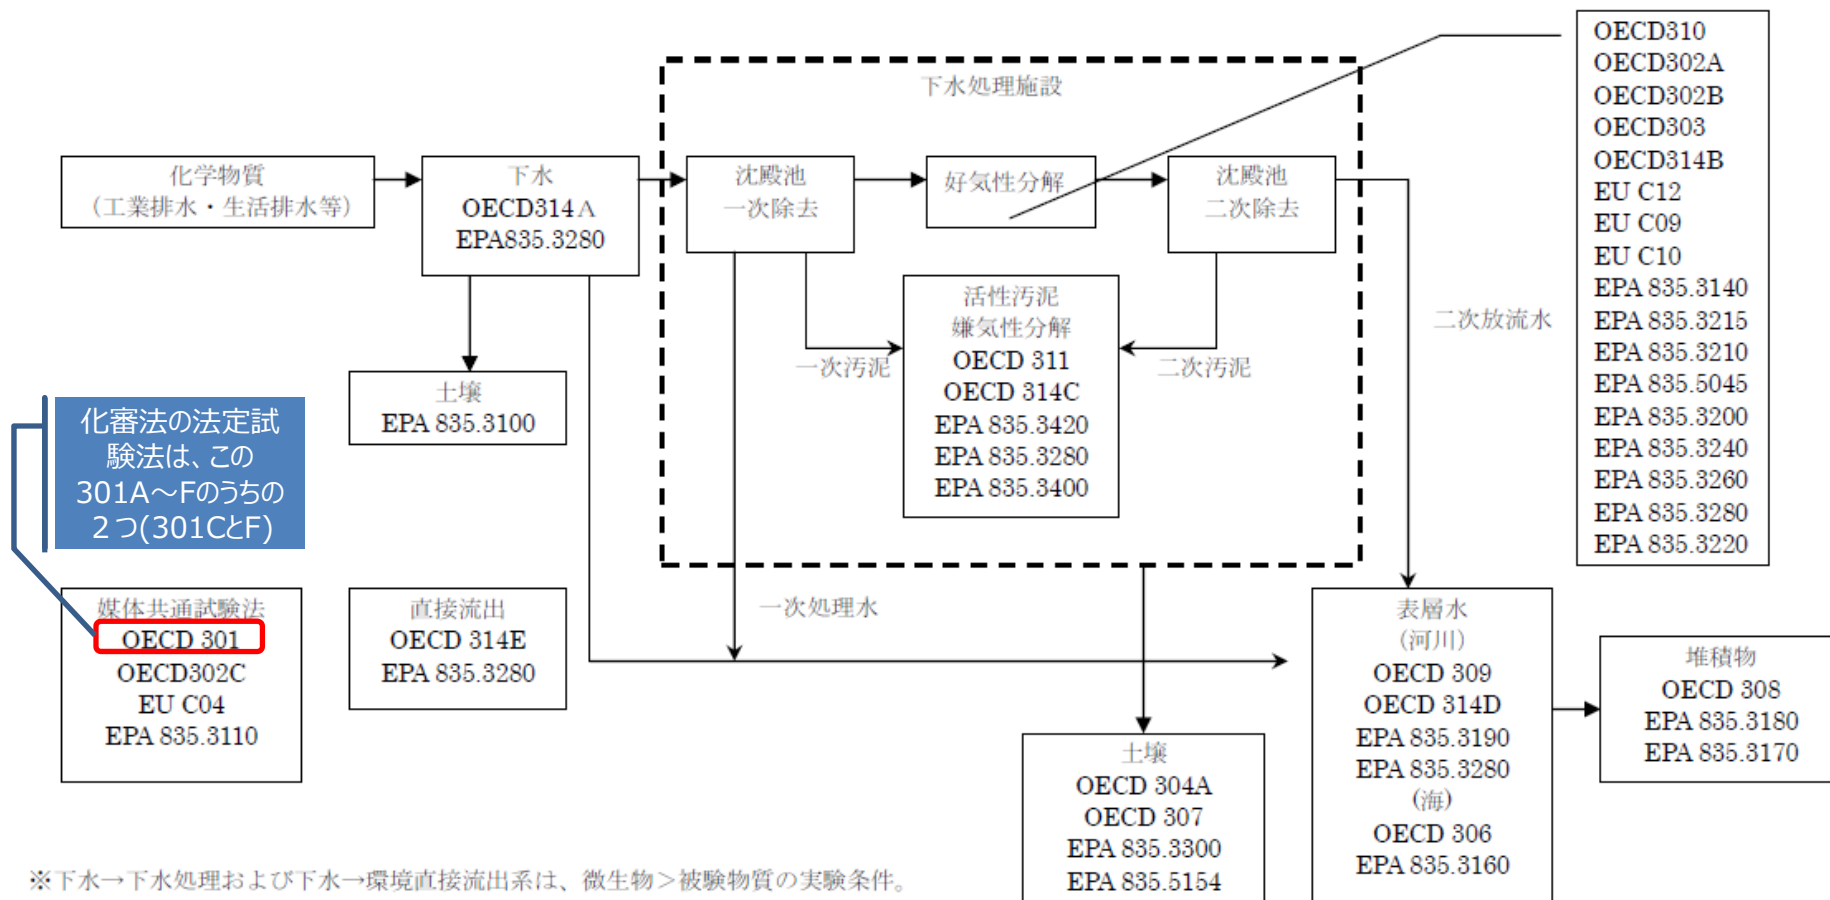 下水処理施設
化学物質
（工業排水・生活排水等）
下水
OECD314A
EPA835.3280
沈殿池
一次除去
好気性分解
沈殿池
二次除去
OECD310
OECD302A
OECD302B
OECD303
OECD314B
EU C12
EU C09
EU C10
EPA 835.3140
EPA 835.3215
EPA 835.3210
EPA 835.5045
EPA 835.3200
EPA 835.3240
EPA 835.3260
EPA 835.3280
EPA 835.3220
活性汚泥
嫌気性分解
OECD 311
OECD 314C
EPA 835.3420
EPA 835.3280
EPA 835.3400
一次汚泥
二次汚泥
二次放流水
土壌
EPA 835.3100
化審法の法定試
験法は、この
301A～Fのうちの
２つ(301CとF)
媒体共通試験法
OECD 301
OECD302C
EU C04
EPA 835.3110
直接流出
OECD 314E
EPA 835.3280
一次処理水
表層水
(河川)
OECD 309
OECD 314D
EPA 835.3190
EPA 835.3280
(海)
OECD 306
EPA 835.3160
堆積物
OECD 308
EPA 835.3180
EPA 835.3170
土壌
OECD 304A
OECD 307
EPA 835.3300
EPA 835.5154
※下水→下水処理および下水→環境直接流出系は、微生物＞被験物質の実験条件。